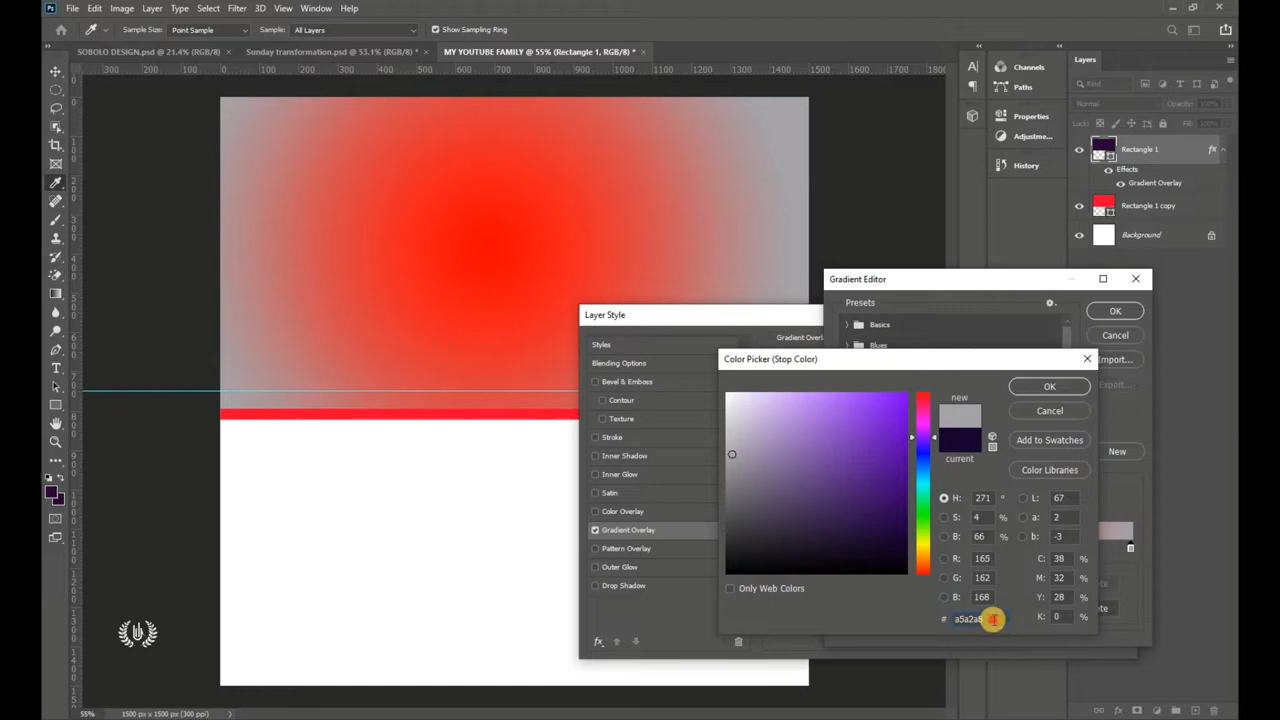 Ps File Edit Image Layer Type Select Filter 3D View Window Help
Sample Size: Point Sample Sample: All Layers Show Sampling Ring
SOBOLO DESIGN.psd @ 21.4% (RGB/8) × Sunday transformation.psd @ 53.1% (RGB/8) * × MY YOUTUBE FAMILY @ 55% (Rectangle 1, RGB/8) * ×
300 200 100 0 100 200 300 400 500 600 700 800 900 1000 1100 1200 1300 1400 1500 1600 1700 1800
Channels
Paths
Properties
Adjustme...
History
Layers
Kind
Normal Opacity: 100%
Lock: Fill: 100%
Rectangle 1 fx
Effects
Gradient Overlay
Rectangle 1 copy
Background
Gradient Editor
Presets
Basics
Blues
OK
Cancel
Import...
Export...
New
Layer Style
Gradient Overl
Styles
Blending Options
Bevel & Emboss
Contour
Texture
Stroke
Inner Shadow
Inner Glow
Satin
Color Overlay
Gradient Overlay
Pattern Overlay
Outer Glow
Drop Shadow
fx
Color Picker (Stop Color)
new
current
OK
Cancel
Add to Swatches
Color Libraries
H: 271 ° L: 67
S: 4 % a: 2
B: 66 % b: -3
R: 165 C: 38 %
G: 162 M: 32 %
B: 168 Y: 28 %
# a5a2a8 K: 0 %
Only Web Colors
55% 1500 px x 1500 px (300 ppi)